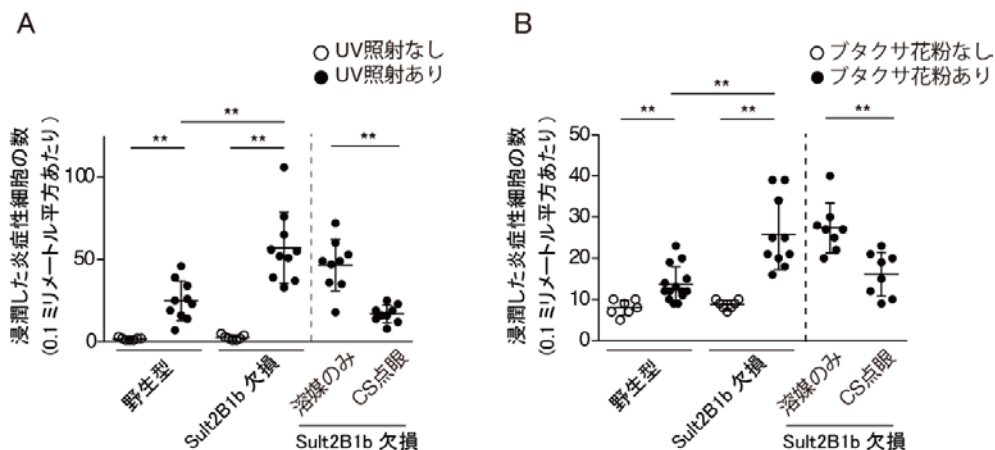 A
○UV照射なし
●UV照射あり
浸潤した炎症性細胞の数
(0.1 ミリメートル平方あたり)
100
50
0
**
**
**
**
野生型
Sult2B1b 欠損
溶媒のみ
CS点眼
Sult2B1b 欠損
B
○ブタクサ花粉なし
●ブタクサ花粉あり
浸潤した炎症性細胞の数
(0.1 ミリメートル平方あたり)
50
40
30
20
10
0
**
**
**
**
野生型
Sult2B1b 欠損
溶媒のみ
CS点眼
Sult2B1b 欠損